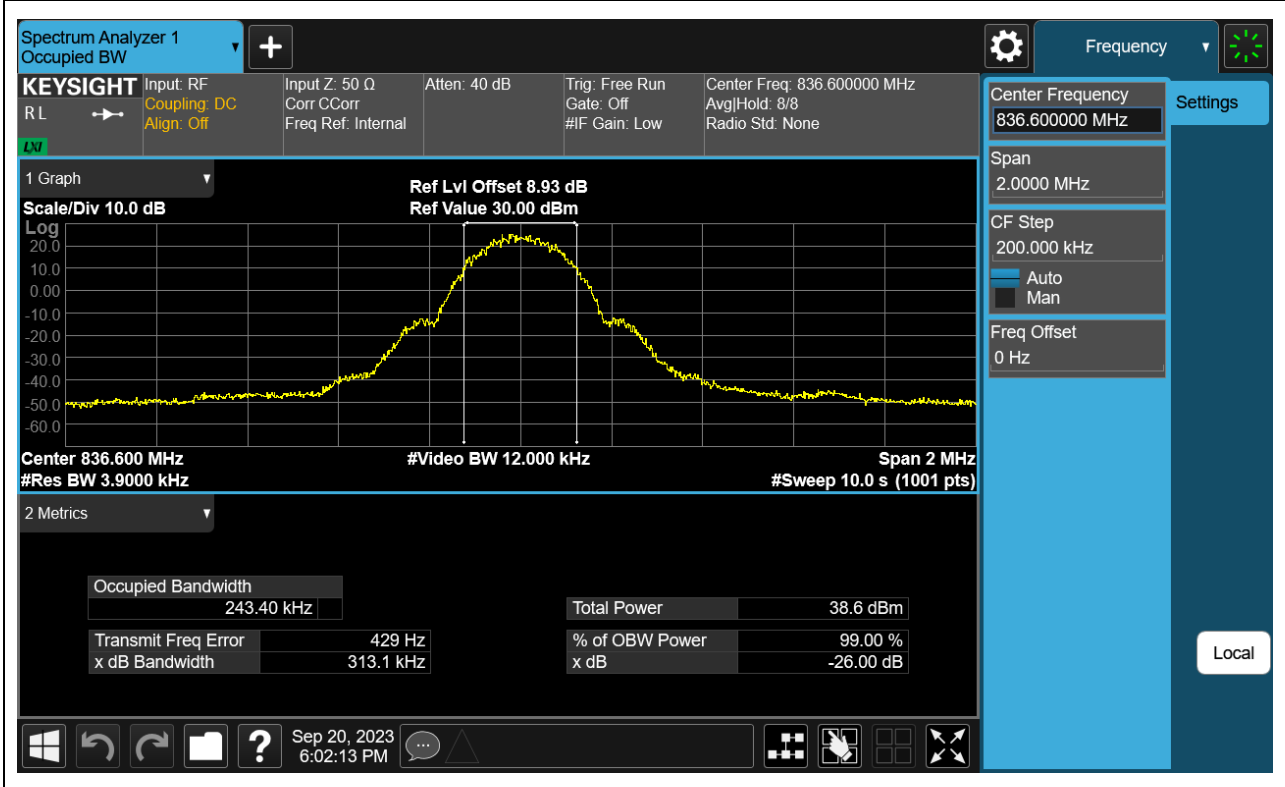 Spectrum Analyzer 1
Occupied BW
Frequency
KEYSIGHT
R L
LXI
Input: RF
Coupling: DC
Align: Off
Input Z: 50 Ω
Corr CCorr
Freq Ref: Internal
Atten: 40 dB
Trig: Free Run
Gate: Off
#IF Gain: Low
Center Freq: 836.600000 MHz
Avg|Hold: 8/8
Radio Std: None
Center Frequency
836.600000 MHz
Settings
Span
2.0000 MHz
CF Step
200.000 kHz
Auto
Man
Freq Offset
0 Hz
Local
1 Graph
Scale/Div 10.0 dB
Ref Lvl Offset 8.93 dB
Ref Value 30.00 dBm
Log
20.0
10.0
0.00
-10.0
-20.0
-30.0
-40.0
-50.0
-60.0
Center 836.600 MHz
#Video BW 12.000 kHz
Span 2 MHz
#Res BW 3.9000 kHz
#Sweep 10.0 s (1001 pts)
2 Metrics
Occupied Bandwidth
243.40 kHz
Total Power 38.6 dBm
Transmit Freq Error 429 Hz
% of OBW Power 99.00 %
x dB Bandwidth 313.1 kHz
x dB -26.00 dB
Sep 20, 2023
6:02:13 PM